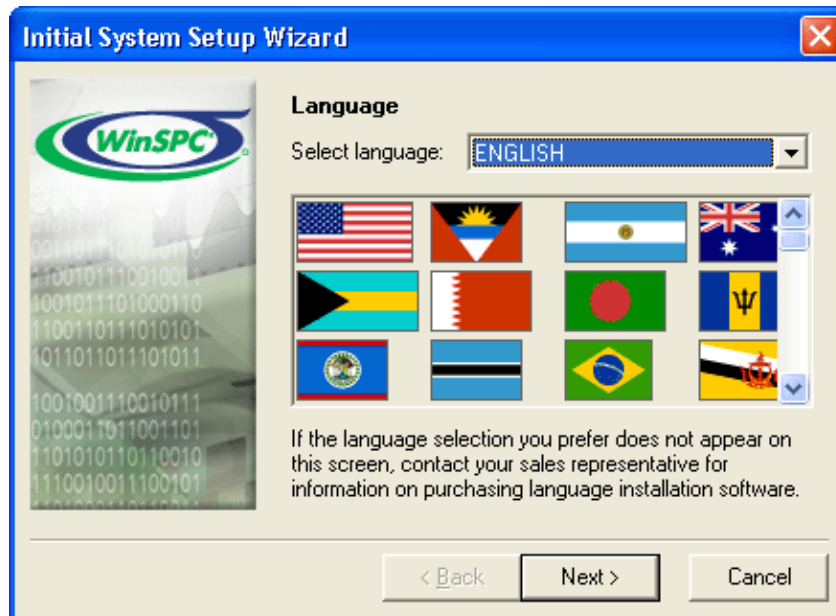 Initial System Setup Wizard
WinSPC
Language
Select language: ENGLISH
If the language selection you prefer does not appear on
this screen, contact your sales representative for
information on purchasing language installation software.
< Back
Next >
Cancel